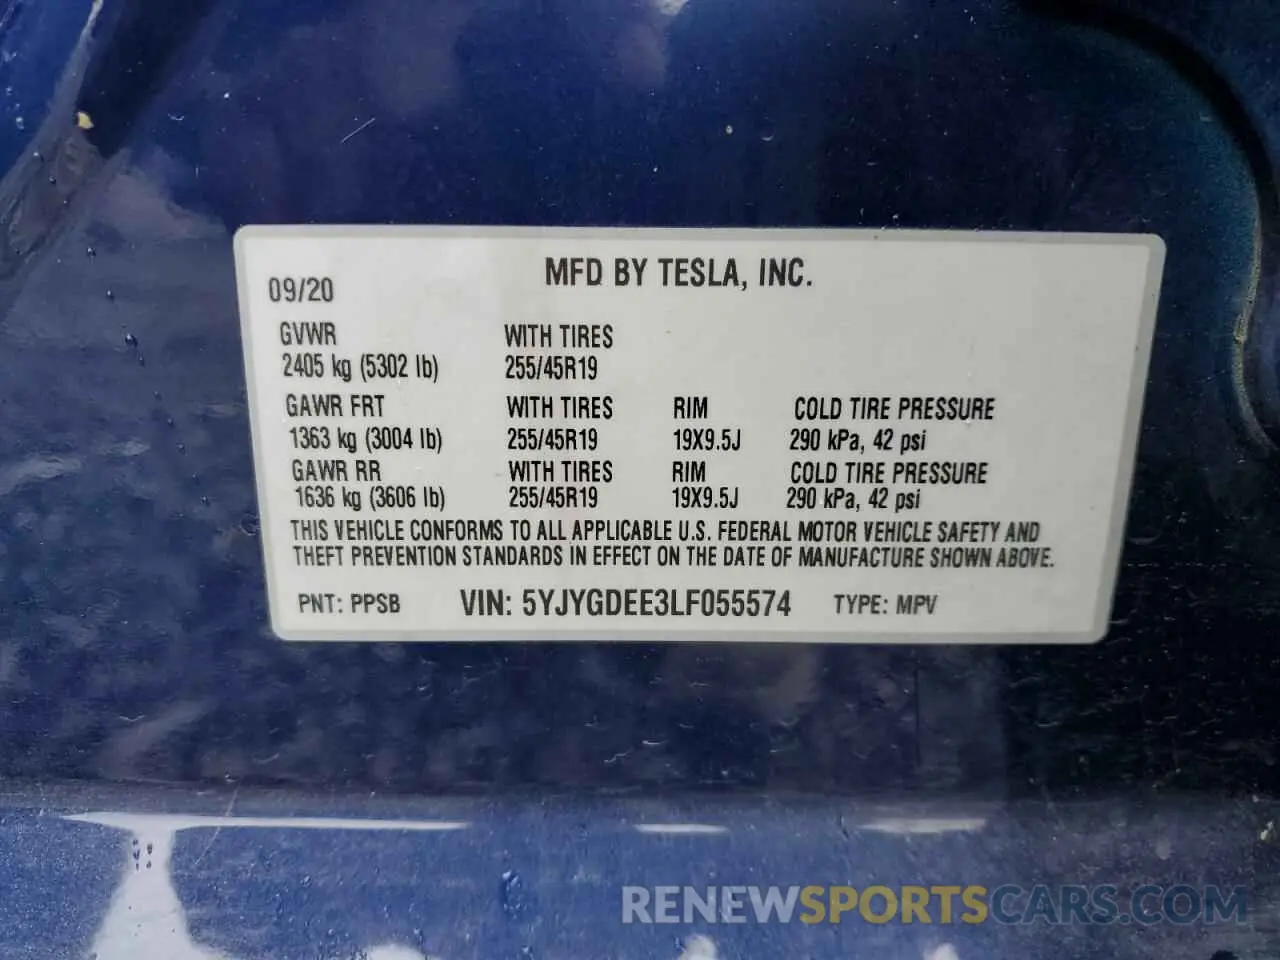 MFD BY TESLA, INC.
09/20
GVWR WITH TIRES
2405 kg (5302 lb) 255/45R19
GAWR FRT WITH TIRES RIM COLD TIRE PRESSURE
1363 kg (3004 lb) 255/45R19 19X9.5J 290 kPa, 42 psi
GAWR RR WITH TIRES RIM COLD TIRE PRESSURE
1636 kg (3606 lb) 255/45R19 19X9.5J 290 kPa, 42 psi
THIS VEHICLE CONFORMS TO ALL APPLICABLE U.S. FEDERAL MOTOR VEHICLE SAFETY AND
THEFT PREVENTION STANDARDS IN EFFECT ON THE DATE OF MANUFACTURE SHOWN ABOVE.
PNT: PPSB VIN: 5YJYGDEE3LF055574 TYPE: MPV
RENEWSPORTSCARS.COM